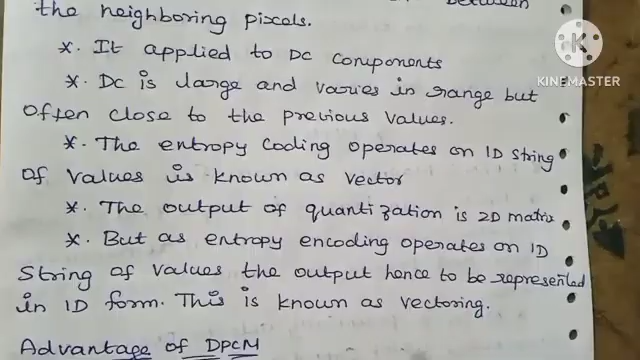 between
the neighboring pixels.
*. It applied to DC components
*. DC is large and varies in range but
often close to the previous values.
*. The entropy coding operates on 1D string
of values is known as vector
*. The output of quantization is 2D matrix
*. But as entropy encoding operates on 1D
string of values the output hence to be represented
in 1D form. This is known as vectoring.
Advantage of DPCM
KINEMASTER